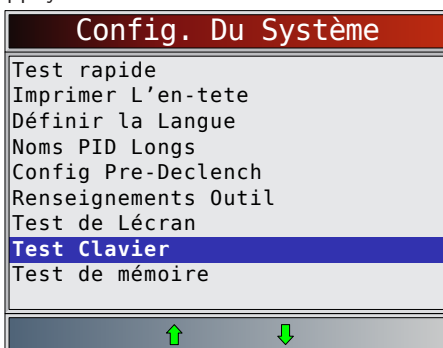 Config. Du Système
Test rapide
Imprimer L'en-tete
Définir la Langue
Noms PID Longs
Config Pre-Declench
Renseignements Outil
Test de Lécran
Test Clavier
Test de mémoire